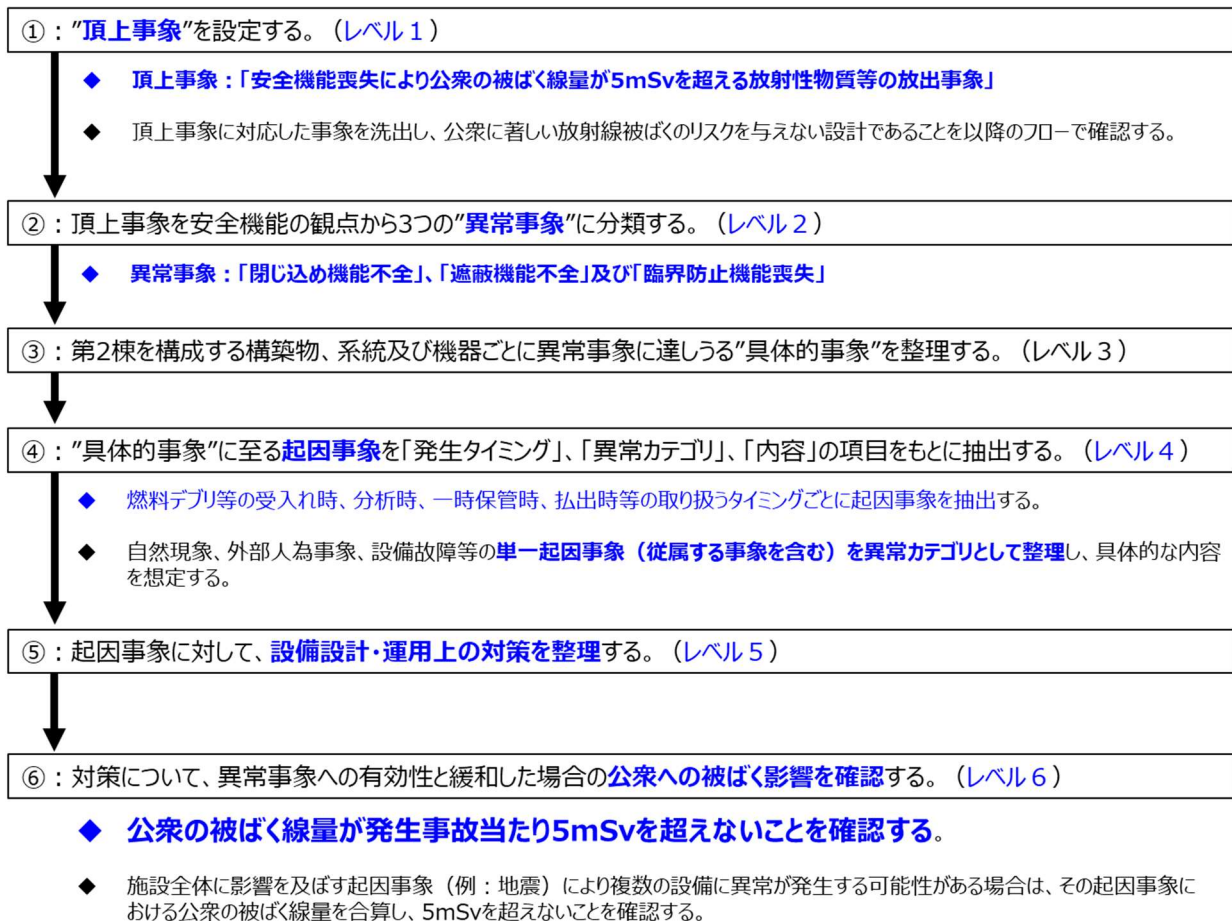 ①：”頂上事象”を設定する。（レベル１）
◆ 頂上事象：「安全機能喪失により公衆の被ばく線量が5mSvを超える放射性物質等の放出事象」
◆ 頂上事象に対応した事象を洗出し、公衆に著しい放射線被ばくのリスクを与えない設計であることを以降のフローで確認する。
②：頂上事象を安全機能の観点から3つの”異常事象”に分類する。（レベル２）
◆ 異常事象：「閉じ込め機能不全」、「遮蔽機能不全」及び「臨界防止機能喪失」
③：第2棟を構成する構築物、系統及び機器ごとに異常事象に達しうる”具体的事象”を整理する。（レベル３）
④：”具体的事象”に至る起因事象を「発生タイミング」、「異常カテゴリ」、「内容」の項目をもとに抽出する。（レベル４）
◆ 燃料デブリ等の受入れ時、分析時、一時保管時、払出時等の取り扱うタイミングごとに起因事象を抽出する。
◆ 自然現象、外部人為事象、設備故障等の単一起因事象（従属する事象を含む）を異常カテゴリとして整理し、具体的な内容
を想定する。
⑤：起因事象に対して、設備設計・運用上の対策を整理する。（レベル５）
⑥：対策について、異常事象への有効性と緩和した場合の公衆への被ばく影響を確認する。（レベル６）
◆ 公衆の被ばく線量が発生事故当たり5mSvを超えないことを確認する。
◆ 施設全体に影響を及ぼす起因事象（例：地震）により複数の設備に異常が発生する可能性がある場合は、その起因事象に
おける公衆の被ばく線量を合算し、5mSvを超えないことを確認する。